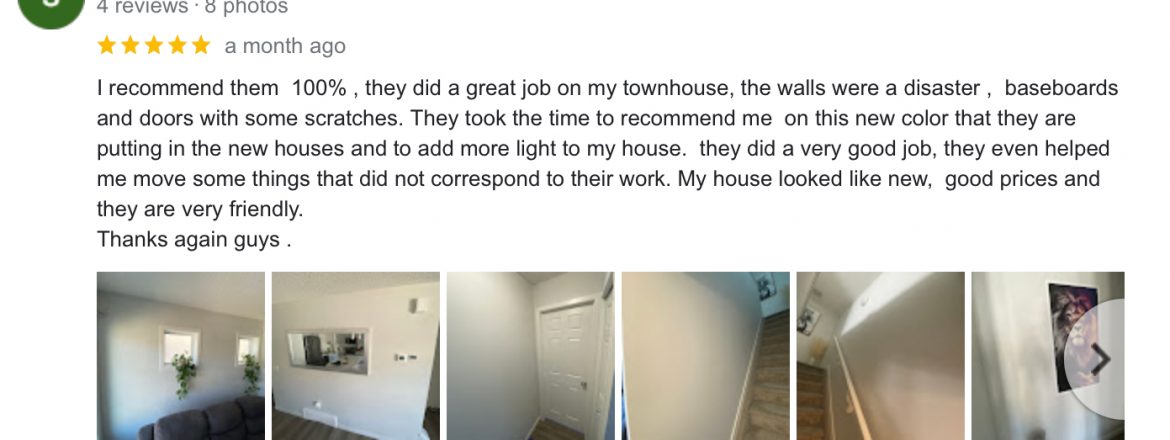 4 reviews · 8 photos
a month ago
I recommend them  100% , they did a great job on my townhouse, the walls were a disaster ,  baseboards
and doors with some scratches. They took the time to recommend me  on this new color that they are
putting in the new houses and to add more light to my house.  they did a very good job, they even helped
me move some things that did not correspond to their work. My house looked like new,  good prices and
they are very friendly.
Thanks again guys .